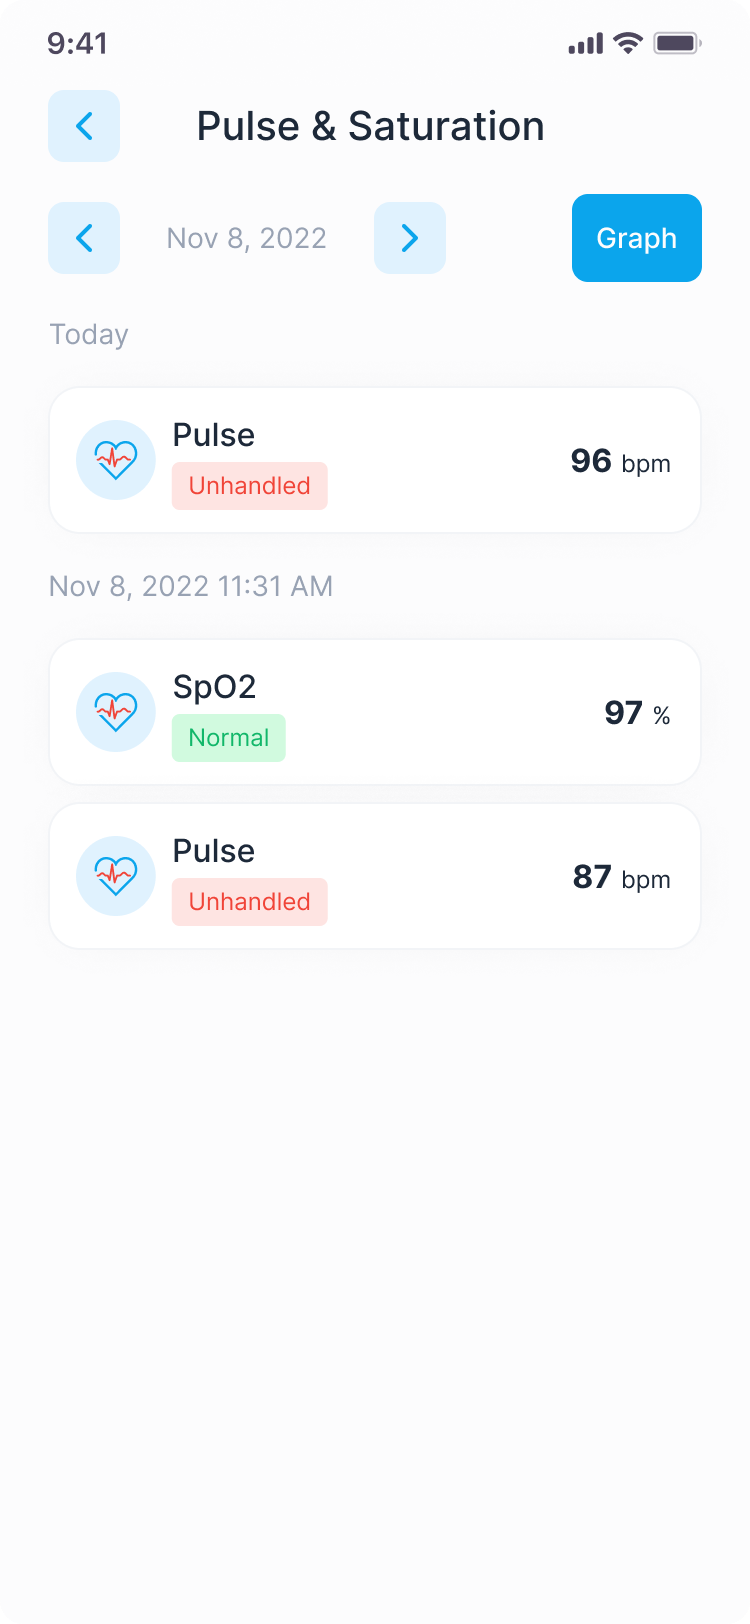 9:41
Pulse & Saturation
Nov 8, 2022
Graph
Today
Pulse
Unhandled
96 bpm
Nov 8, 2022 11:31 AM
SpO2
Normal
97 %
Pulse
Unhandled
87 bpm